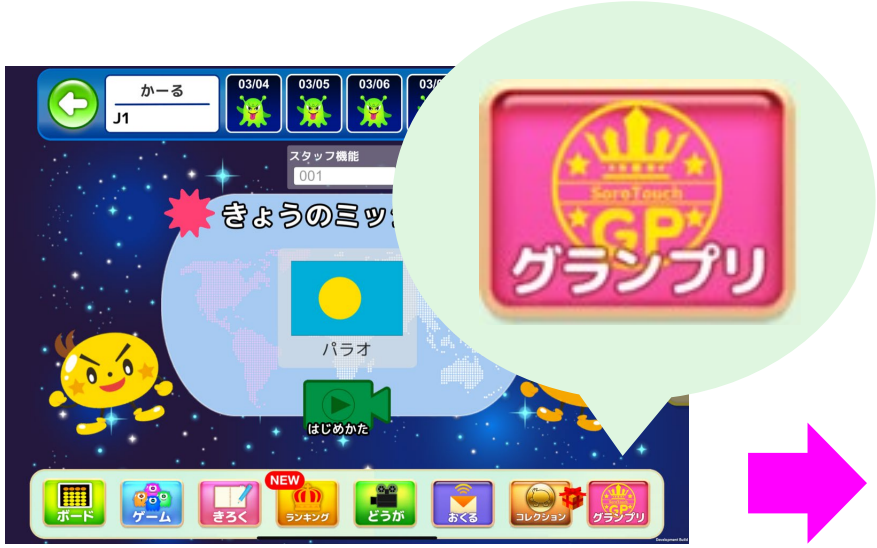 かーる
J1
03/04
03/05
03/06
スタッフ機能
001
きょうのミッ
パラオ
はじめかた
SoroTouch
GP
グランプリ
ボード
ゲーム
きろく
NEW
ランキング
どうが
おくる
コレクション
GP
グランプリ
Development Build